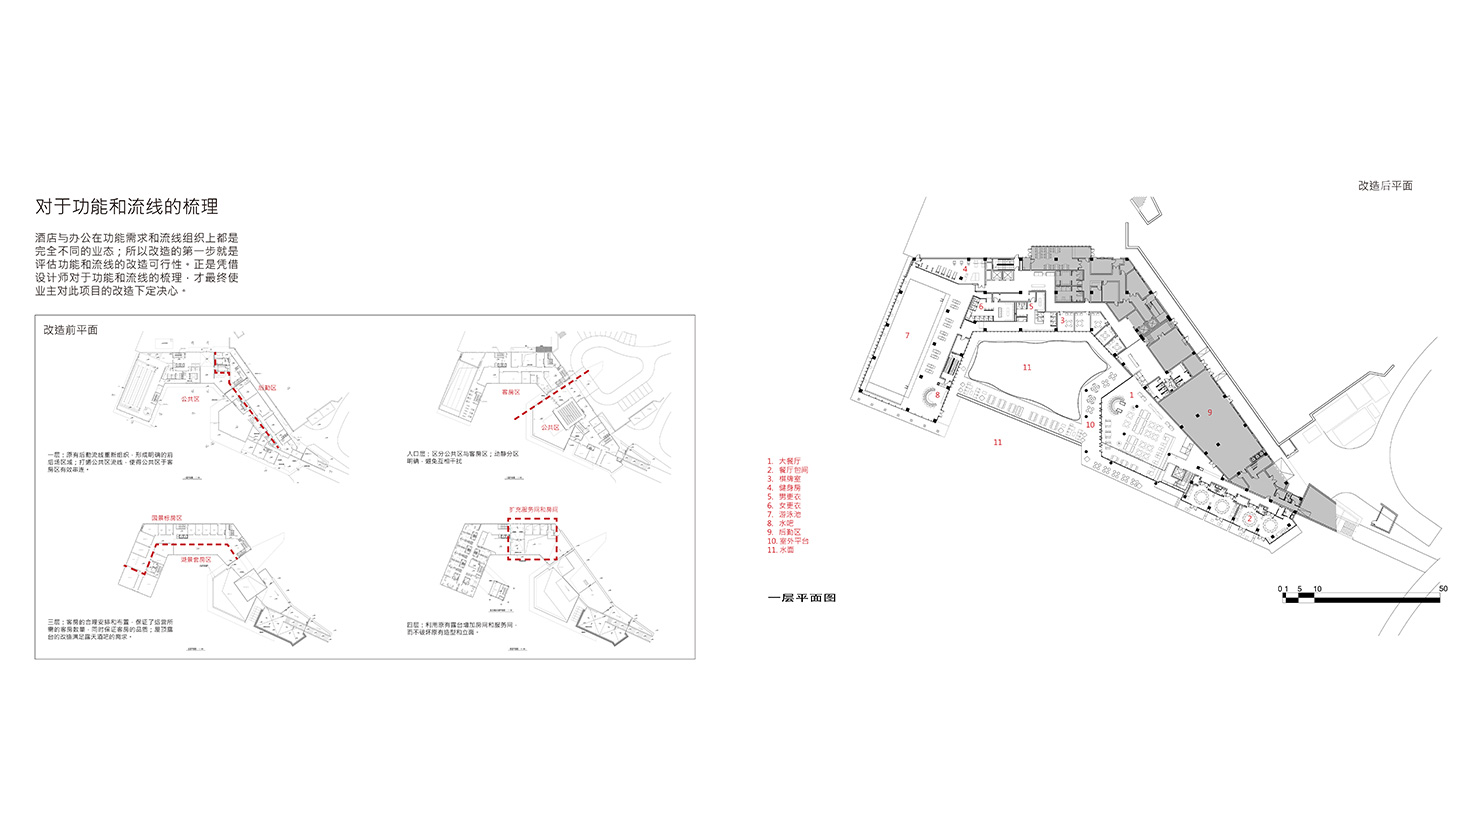 对于功能和流线的梳理
酒店与办公在功能需求和流线组织上都是
完全不同的业态；所以改造的第一步就是
评估功能和流线的改造可行性。正是凭借
设计师对于功能和流线的梳理，才最终使
业主对此项目的改造下定决心。
改造前平面
后勤区
公共区
一层：原有后勤流线重新组织，形成明确的后
后场区域；打通公共区流线，使得公共区于客
房区有效串连。
客房区
公共区
入口层：区分公共区与客房区；动静分区
明确，避免互相干扰
园景标房区
湖景套房区
三层：客房的合理安排和布置，保证了运营所
需的客房数量，同时保证客房的品质；屋顶露
台的改造满足露天酒吧的需求。
扩充服务间和房间
四层：利用原有露台增加房间和服务间，
而不破坏原有造型和立面。
改造后平面
4
6
5
3
7
11
8
1
9
10
11
2
1. 大餐厅
2. 餐厅包间
3. 棋牌室
4. 健身房
5. 男更衣
6. 女更衣
7. 游泳池
8. 水吧
9. 后勤区
10. 室外平台
11. 水面
一层平面图
0 1 5 10 50